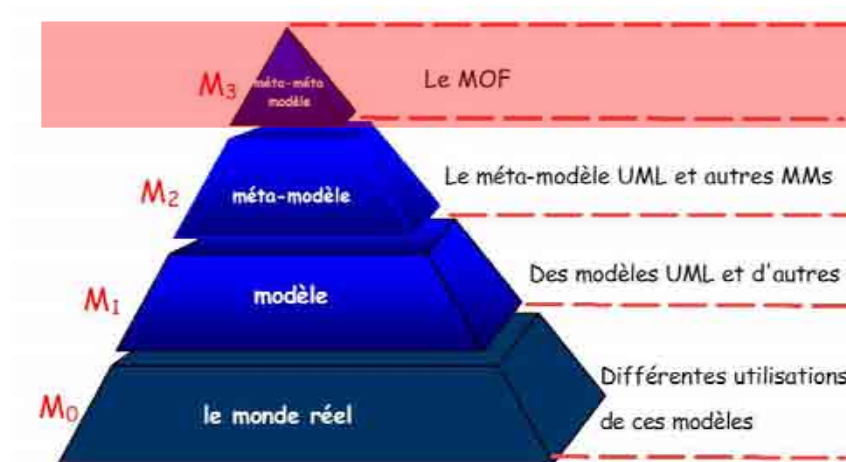 M3
méta-méta
modèle
Le MOF
M2
méta-modèle
Le méta-modèle UML et autres MMs
M1
modèle
Des modèles UML et d'autres
M0
le monde réel
Différentes utilisations
de ces modèles